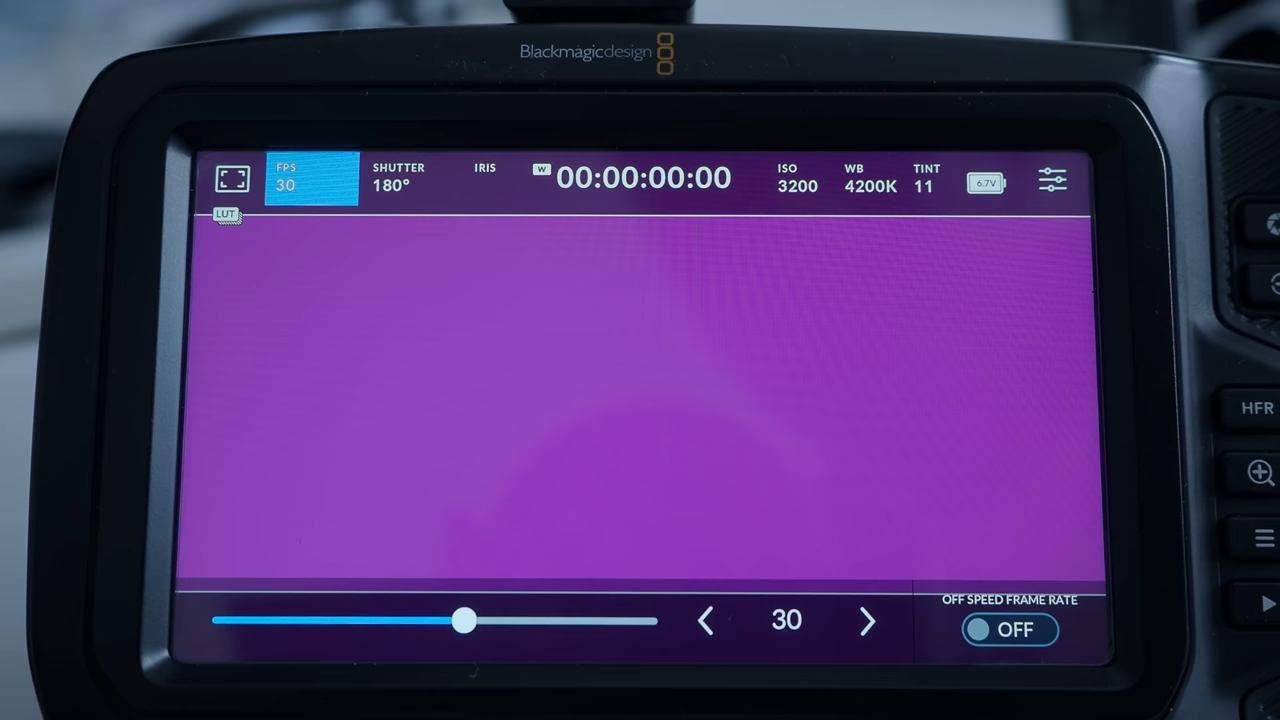 Blackmagicdesign
FPS
30
SHUTTER
180°
IRIS
W
00:00:00:00
ISO
3200
WB
4200K
TINT
11
6.7V
LUT
HFR
30
OFF SPEED FRAME RATE
OFF